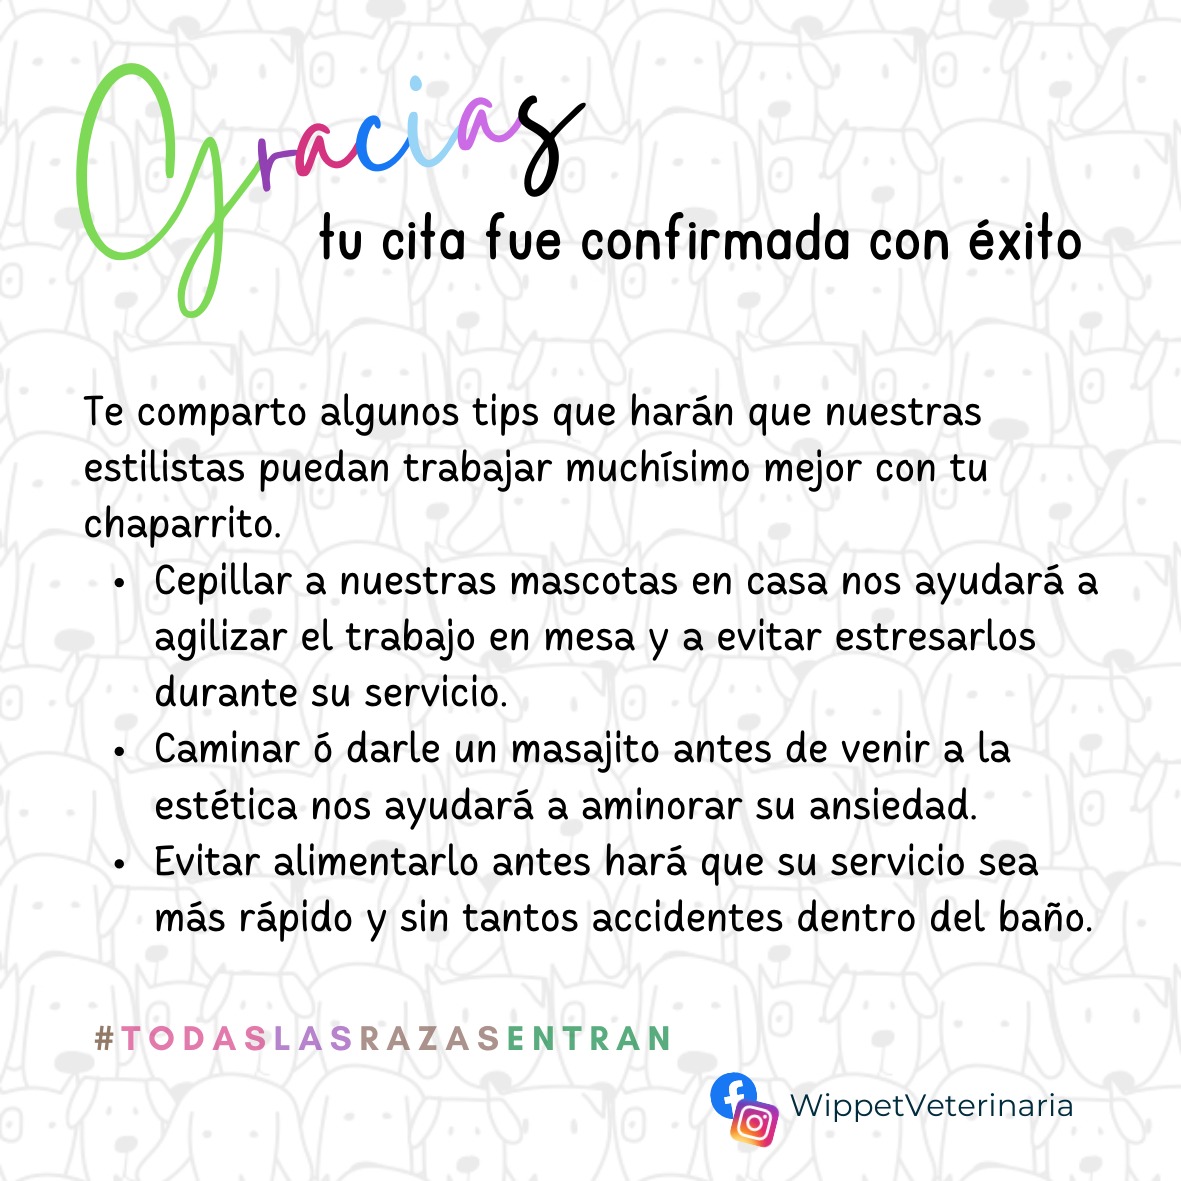 Gracias
tu cita fue confirmada con éxito
Te comparto algunos tips que harán que nuestras
estilistas puedan trabajar muchísimo mejor con tu
chaparrito.
• Cepillar a nuestras mascotas en casa nos ayudará a
agilizar el trabajo en mesa y a evitar estresarlos
durante su servicio.
• Caminar ó darle un masajito antes de venir a la
estética nos ayudará a aminorar su ansiedad.
• Evitar alimentarlo antes hará que su servicio sea
más rápido y sin tantos accidentes dentro del baño.
#TODASLASRAZASENTRAN
WippetVeterinaria